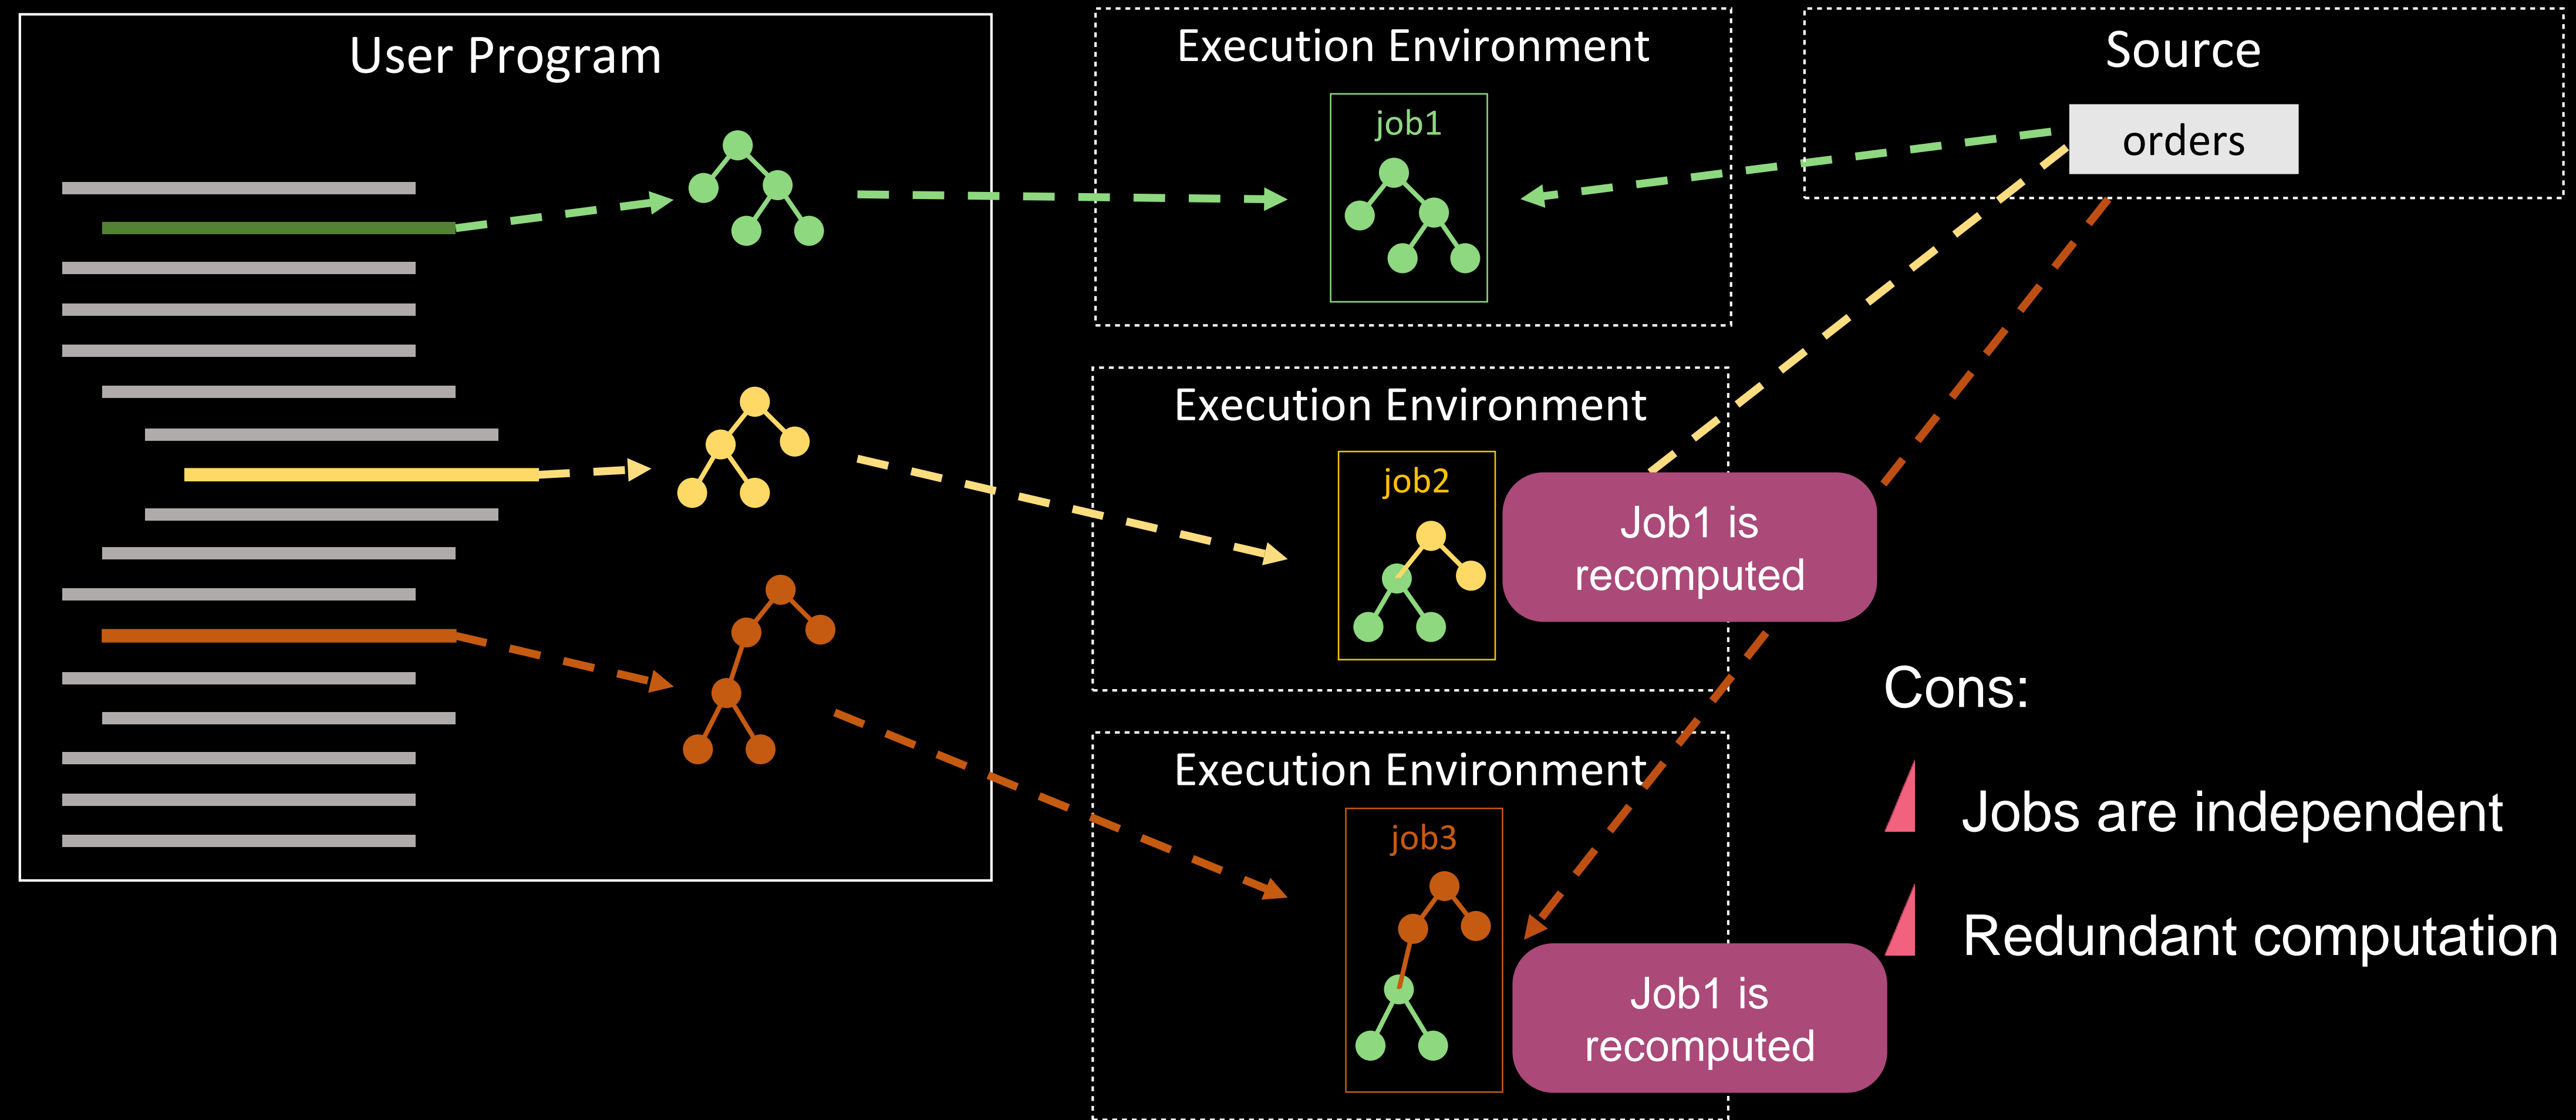 User Program
Execution Environment
job1
Source
orders
Execution Environment
job2
Job1 is
recomputed
Execution Environment
job3
Job1 is
recomputed
Cons:
Jobs are independent
Redundant computation